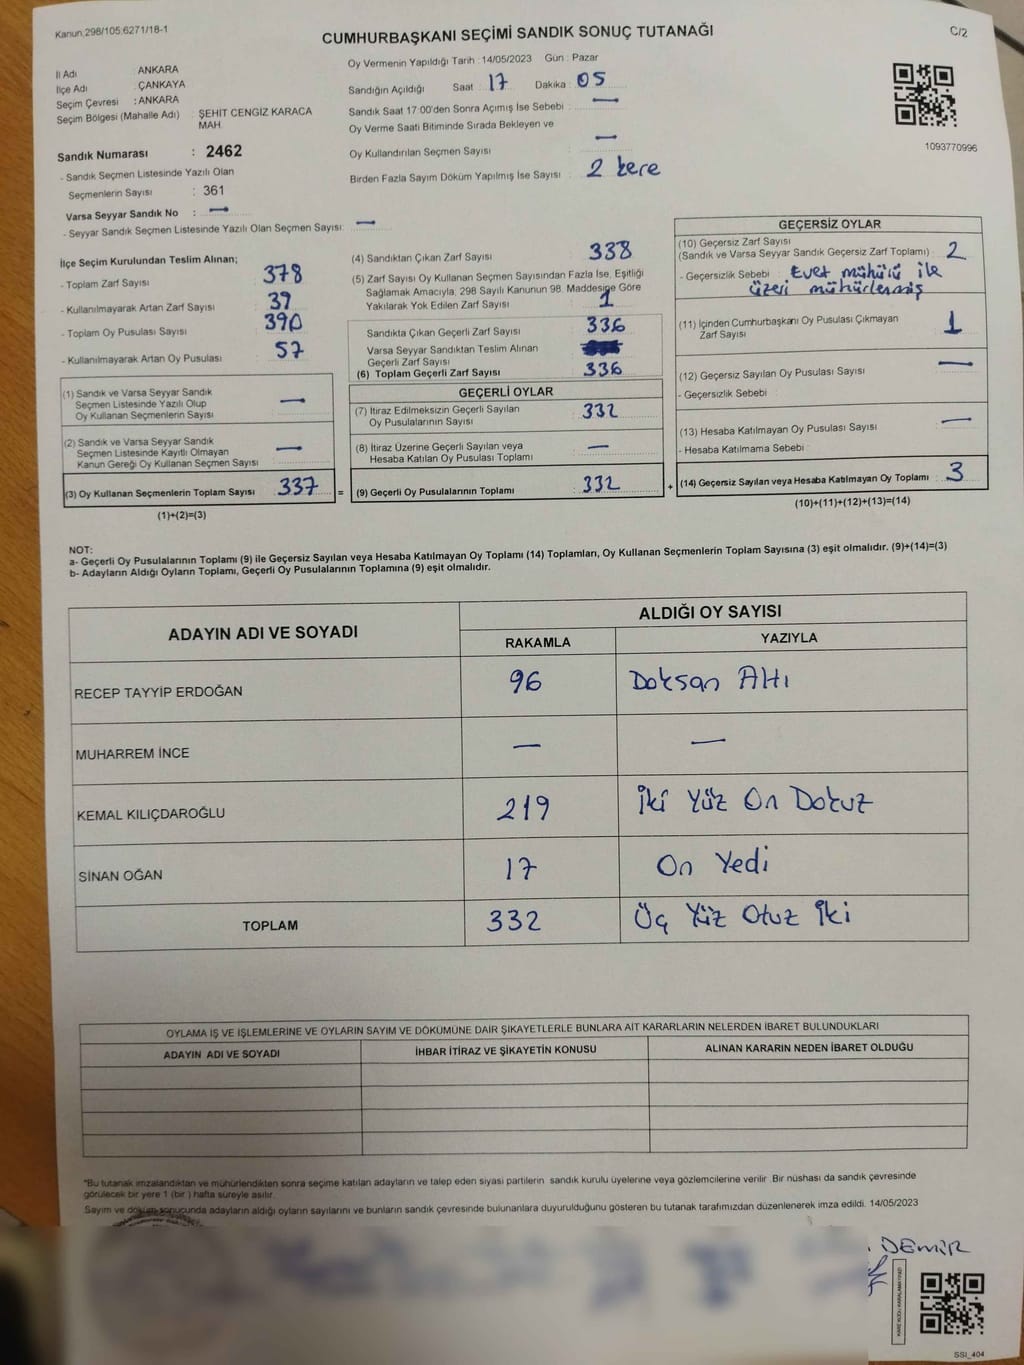 Kanun,298/105;6271/18-1
CUMHURBAŞKANI SEÇİMİ SANDIK SONUÇ TUTANAĞI
C/2
İl Adı : ANKARA
İlçe Adı : ÇANKAYA
Seçim Çevresi : ANKARA
Seçim Bölgesi (Mahalle Adı) : ŞEHİT CENGİZ KARACA
MAH.
Sandık Numarası : 2462
- Sandık Seçmen Listesinde Yazılı Olan
Seçmenlerin Sayısı : 361
Varsa Seyyar Sandık No : —
- Seyyar Sandık Seçmen Listesinde Yazılı Olan Seçmen Sayısı: —
Oy Vermenin Yapıldığı Tarih : 14/05/2023 Gün : Pazar
Sandığın Açıldığı Saat : 17 Dakika : 05
Sandık Saat 17:00'den Sonra Açımış İse Sebebi : —
Oy Verme Saati Bitiminde Sırada Bekleyen ve
Oy Kullandırılan Seçmen Sayısı : —
Birden Fazla Sayım Döküm Yapılmış İse Sayısı : 2 kere
1093770996
İlçe Seçim Kurulundan Teslim Alınan;
- Toplam Zarf Sayısı : 378
- Kullanılmayarak Artan Zarf Sayısı : 39
- Toplam Oy Pusulası Sayısı : 390
- Kullanılmayarak Artan Oy Pusulası : 57
(1) Sandık ve Varsa Seyyar Sandık
Seçmen Listesinde Yazılı Olup
Oy Kullanan Seçmenlerin Sayısı : —
(2) Sandık ve Varsa Seyyar Sandık
Seçmen Listesinde Kayıtlı Olmayan
Kanun Gereği Oy Kullanan Seçmen Sayısı : —
(3) Oy Kullanan Seçmenlerin Toplam Sayısı : 337 =
(1)+(2)=(3)
(4) Sandıktan Çıkan Zarf Sayısı : 338
(5) Zarf Sayısı Oy Kullanan Seçmen Sayısından Fazla İse, Eşitliği
Sağlamak Amacıyla, 298 Sayılı Kanunun 98. Maddesine Göre
Yakılarak Yok Edilen Zarf Sayısı : 1
Sandıkta Çıkan Geçerli Zarf Sayısı : 336
Varsa Seyyar Sandıktan Teslim Alınan
Geçerli Zarf Sayısı :
(6) Toplam Geçerli Zarf Sayısı : 336
GEÇERLİ OYLAR
(7) İtiraz Edilmeksizin Geçerli Sayılan
Oy Pusulalarının Sayısı : 332
(8) İtiraz Üzerine Geçerli Sayılan veya
Hesaba Katılan Oy Pusulası Toplamı : —
(9) Geçerli Oy Pusulalarının Toplamı : 332 +
GEÇERSİZ OYLAR
(10) Geçersiz Zarf Sayısı
(Sandık ve Varsa Seyyar Sandık Geçersiz Zarf Toplamı) : 2
- Geçersizlik Sebebi : Evet mühürü ile
üzeri mühürlenmiş
(11) İçinden Cumhurbaşkanı Oy Pusulası Çıkmayan
Zarf Sayısı : 1
(12) Geçersiz Sayılan Oy Pusulası Sayısı : —
- Geçersizlik Sebebi :
(13) Hesaba Katılmayan Oy Pusulası Sayısı : —
- Hesaba Katılmama Sebebi :
(14) Geçersiz Sayılan veya Hesaba Katılmayan Oy Toplamı : 3
(10)+(11)+(12)+(13)=(14)
NOT:
a- Geçerli Oy Pusulalarının Toplamı (9) ile Geçersiz Sayılan veya Hesaba Katılmayan Oy Toplamı (14) Toplamları, Oy Kullanan Seçmenlerin Toplam Sayısına (3) eşit olmalıdır. (9)+(14)=(3)
b- Adayların Aldığı Oyların Toplamı, Geçerli Oy Pusulalarının Toplamına (9) eşit olmalıdır.
ADAYIN ADI VE SOYADI
ALDIĞI OY SAYISI
RAKAMLA YAZIYLA
RECEP TAYYİP ERDOĞAN 96 Doksan Altı
MUHARREM İNCE — —
KEMAL KILIÇDAROĞLU 219 İki Yüz On Dokuz
SİNAN OĞAN 17 On Yedi
TOPLAM 332 Üç Yüz Otuz İki
OYLAMA İŞ VE İŞLEMLERİNE VE OYLARIN SAYIM VE DÖKÜMÜNE DAİR ŞİKAYETLERLE BUNLARA AİT KARARLARIN NELERDEN İBARET BULUNDUKLARI
ADAYIN ADI VE SOYADI İHBAR İTİRAZ VE ŞİKAYETİN KONUSU ALINAN KARARIN NEDEN İBARET OLDUĞU
*Bu tutanak imzalandıktan ve mühürlendikten sonra seçime katılan adayların ve talep eden siyasi partilerin sandık kurulu üyelerine veya gözlemcilerine verilir. Bir nüshası da sandık çevresinde
görülecek bir yere 1 (bir ) hafta süreyle asılır.
Sayım ve döküm sonucunda adayların aldığı oyların sayılarını ve bunların sandık çevresinde bulunanlara duyurulduğunu gösteren bu tutanak tarafımızdan düzenlenerek imza edildi. 14/05/2023
DEMİR
KARE KODU KARALAMAYINIZ!
SSI_404